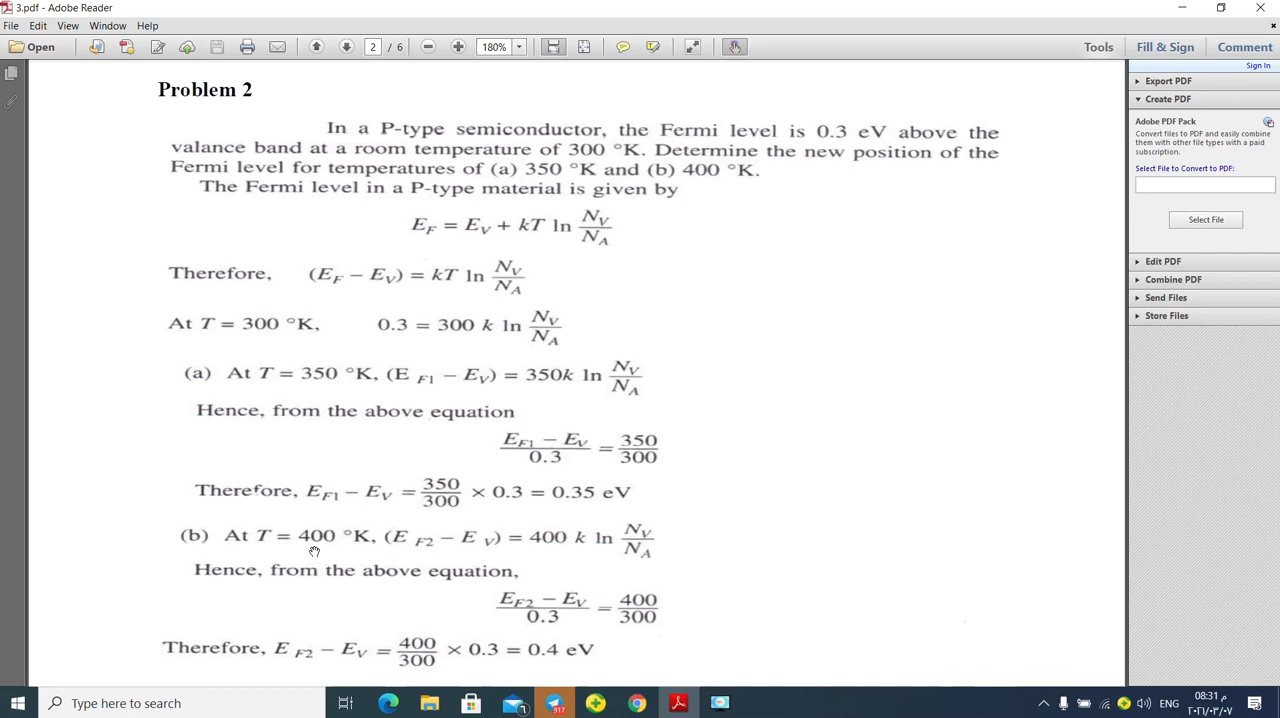 3.pdf - Adobe Reader
File Edit View Window Help
Open 2 / 6 180% Tools Fill & Sign Comment
Sign In
Export PDF
Create PDF
Adobe PDF Pack
Convert files to PDF and easily combine
them with other file types with a paid
subscription.
Select File to Convert to PDF:
Select File
Edit PDF
Combine PDF
Send Files
Store Files
Problem 2
In a P-type semiconductor, the Fermi level is 0.3 eV above the
valance band at a room temperature of 300 °K. Determine the new position of the
Fermi level for temperatures of (a) 350 °K and (b) 400 °K.
The Fermi level in a P-type material is given by
E_F = E_V + kT ln N_V/N_A
Therefore, (E_F − E_V) = kT ln N_V/N_A
At T = 300 °K, 0.3 = 300 k ln N_V/N_A
(a) At T = 350 °K, (E_F1 − E_V) = 350k ln N_V/N_A
Hence, from the above equation
(E_F1 − E_V)/0.3 = 350/300
Therefore, E_F1 − E_V = 350/300 × 0.3 = 0.35 eV
(b) At T = 400 °K, (E_F2 − E_V) = 400 k ln N_V/N_A
Hence, from the above equation,
(E_F2 − E_V)/0.3 = 400/300
Therefore, E_F2 − E_V = 400/300 × 0.3 = 0.4 eV
Type here to search
917
ENG
08:31 م
٢٠٢١/٠٣/٠٧